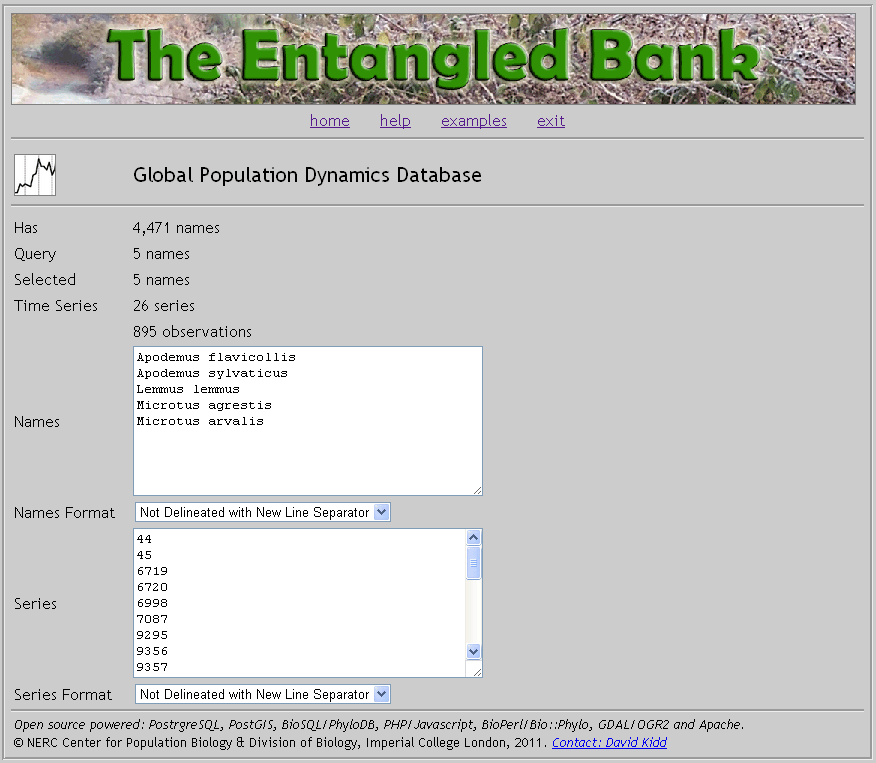 The Entangled Bank
home help examples exit
Global Population Dynamics Database
Has 4,471 names
Query 5 names
Selected 5 names
Time Series 26 series
895 observations
Names
Apodemus flavicollis
Apodemus sylvaticus
Lemmus lemmus
Microtus agrestis
Microtus arvalis
Names Format Not Delineated with New Line Separator
Series
44
45
6719
6720
6998
7087
9295
9356
9357
Series Format Not Delineated with New Line Separator
Open source powered: PostrgreSQL, PostGIS, BioSQL/PhyloDB, PHP/Javascript, BioPerl/Bio::Phylo, GDAL/OGR2 and Apache.
© NERC Center for Population Biology & Division of Biology, Imperial College London, 2011. Contact: David Kidd